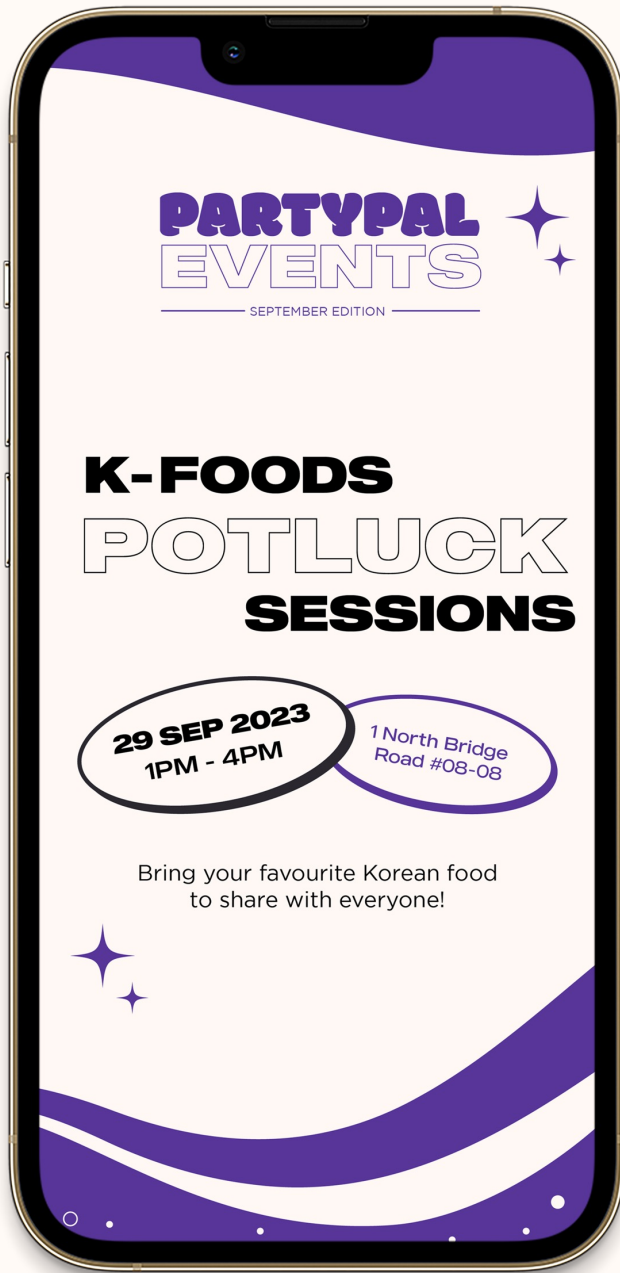 PARTYPAL
EVENTS
SEPTEMBER EDITION
K-FOODS
POTLUCK
SESSIONS
29 SEP 2023
1PM - 4PM
1 North Bridge
Road #08-08
Bring your favourite Korean food
to share with everyone!